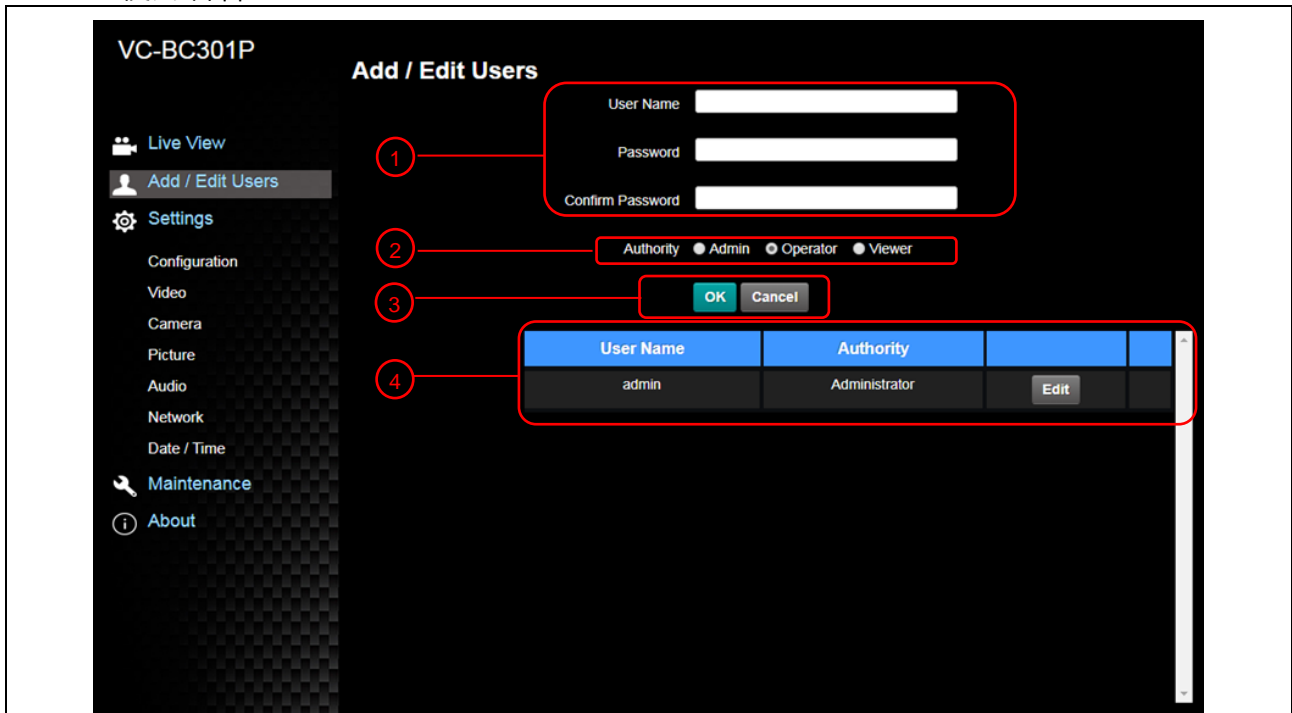 VC-BC301P
Add / Edit Users
Live View
Add / Edit Users
Settings
Configuration
Video
Camera
Picture
Audio
Network
Date / Time
Maintenance
About
1
User Name
Password
Confirm Password
2
Authority Admin Operator Viewer
3
OK Cancel
4
User Name Authority
admin Administrator Edit